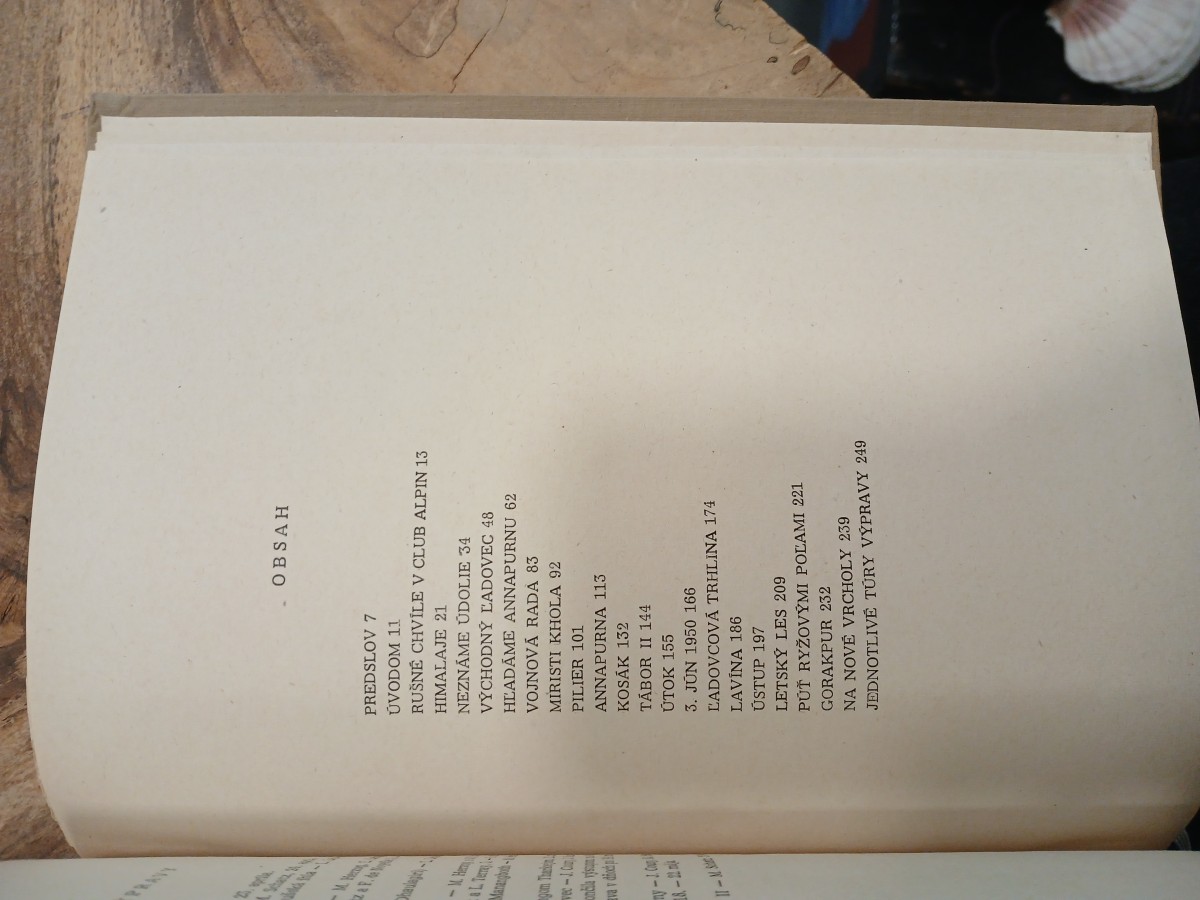 OBSAH
PREDSLOV 7
ÚVODOM 11
RUŠNÉ CHVÍLE V CLUB ALPIN 13
HIMALAJE 21
NEZNÁME ÚDOLIE 34
VÝCHODNÝ ĽADOVEC 48
HĽADÁME ANNAPURNU 62
VOJNOVÁ RADA 83
MÍRISTI KHOLA 92
PILIER 101
ANNAPURNA 113
KOSÁK 132
TÁBOR II 144
ÚTOK 155
3. JÚN 1950 166
ĽADOVCOVÁ TRHLINA 174
LAVÍNA 186
ÚSTUP 197
LETSKÝ LES 209
PÚŤ RYŽOVÝMI POĽAMI 221
GORAKPUR 232
NA NOVÉ VRCHOLY 239
JEDNOTLIVÉ TÚRY VÝPRAVY 249